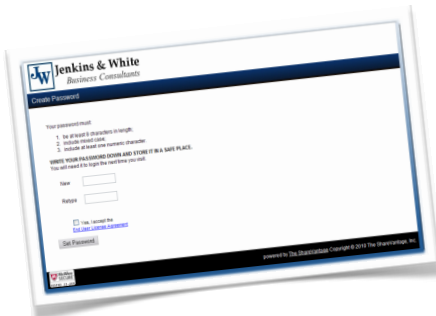 JW
Jenkins & White
Business Consultants
Create Password
Your password must:
1. be at least 8 characters in length;
2. include mixed case;
3. include at least one numeric character.
WRITE YOUR PASSWORD DOWN AND STORE IT IN A SAFE PLACE.
You will need it to login the next time you visit.
New
Retype
Yes, I accept the
End User License Agreement
Set Password
powered by The ShareVantage Copyright © 2010 The ShareVantage, Inc
McAfee
SECURE